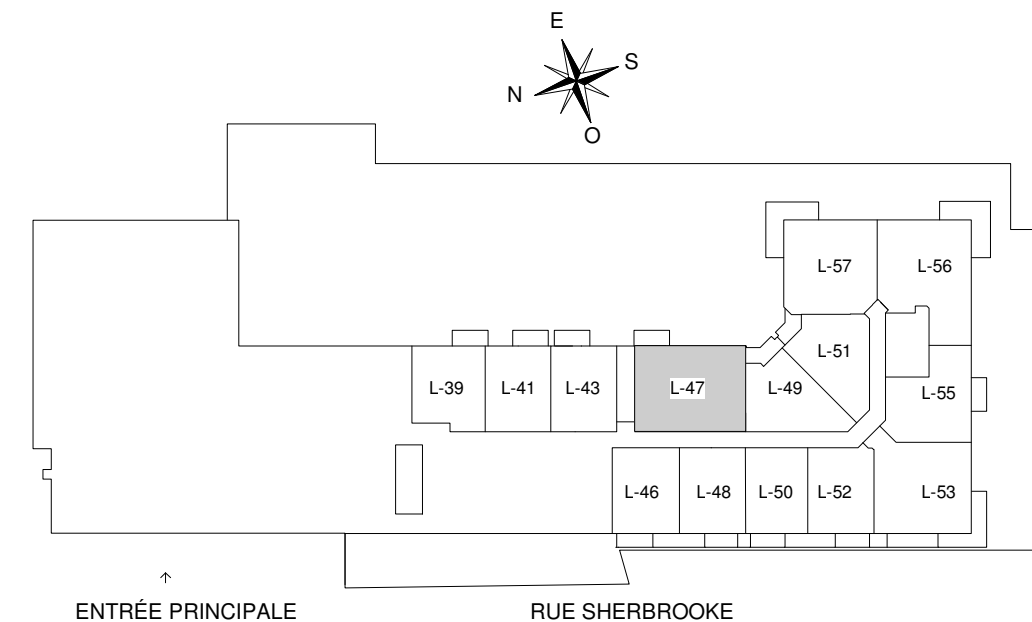 E
S
N
O
L-57
L-56
L-51
L-39
L-41
L-43
L-47
L-49
L-55
L-46
L-48
L-50
L-52
L-53
ENTRÉE PRINCIPALE
RUE SHERBROOKE